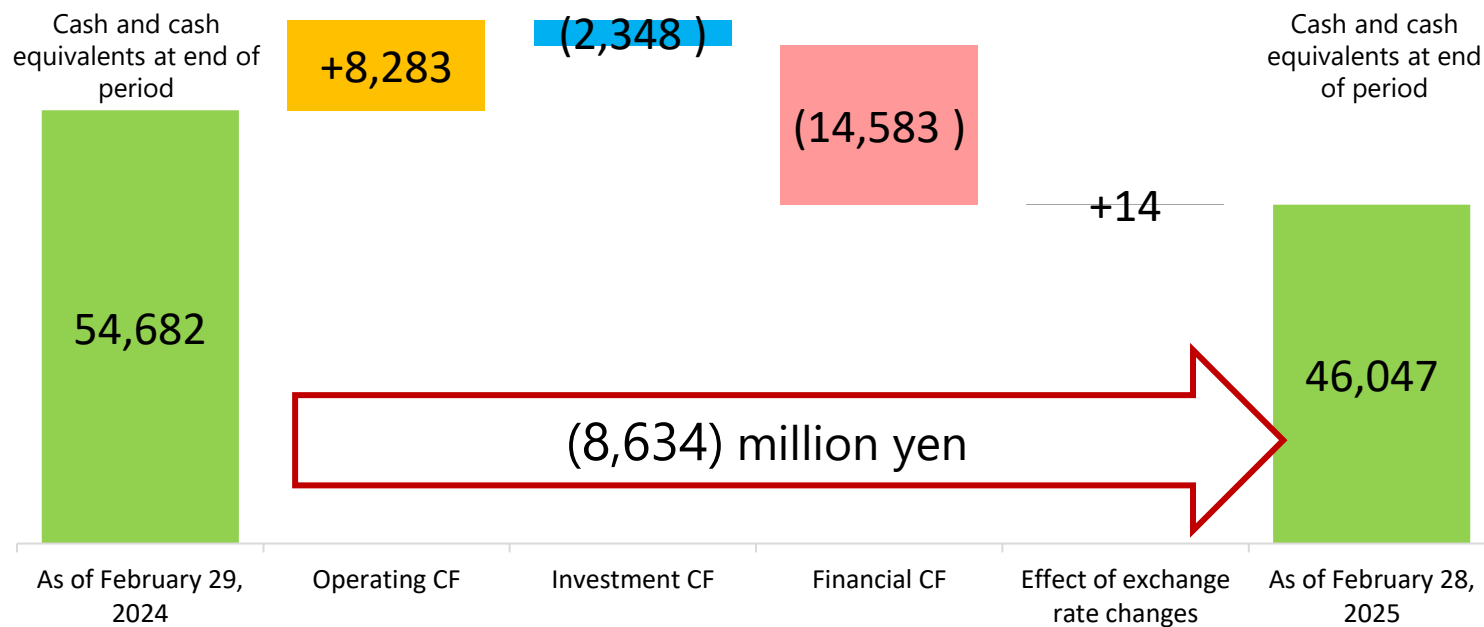 Cash and cash
equivalents at end of
period
54,682
+8,283
(2,348 )
(14,583 )
+14
Cash and cash
equivalents at end
of period
46,047
(8,634) million yen
As of February 29,
2024
Operating CF
Investment CF
Financial CF
Effect of exchange
rate changes
As of February 28,
2025